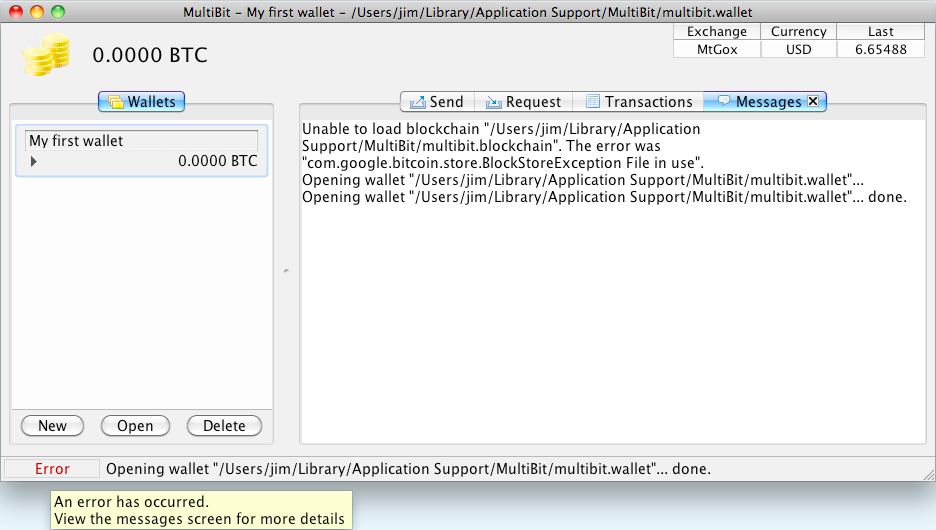 MultiBit - My first wallet - /Users/jim/Library/Application Support/MultiBit/multibit.wallet
0.0000 BTC
Exchange Currency Last
MtGox USD 6.65488
Wallets
My first wallet
0.0000 BTC
New Open Delete
Send Request Transactions Messages
Unable to load blockchain "/Users/jim/Library/Application
Support/MultiBit/multibit.blockchain". The error was
"com.google.bitcoin.store.BlockStoreException File in use".
Opening wallet "/Users/jim/Library/Application Support/MultiBit/multibit.wallet"...
Opening wallet "/Users/jim/Library/Application Support/MultiBit/multibit.wallet"... done.
Error Opening wallet "/Users/jim/Library/Application Support/MultiBit/multibit.wallet"... done.
An error has occurred.
View the messages screen for more details